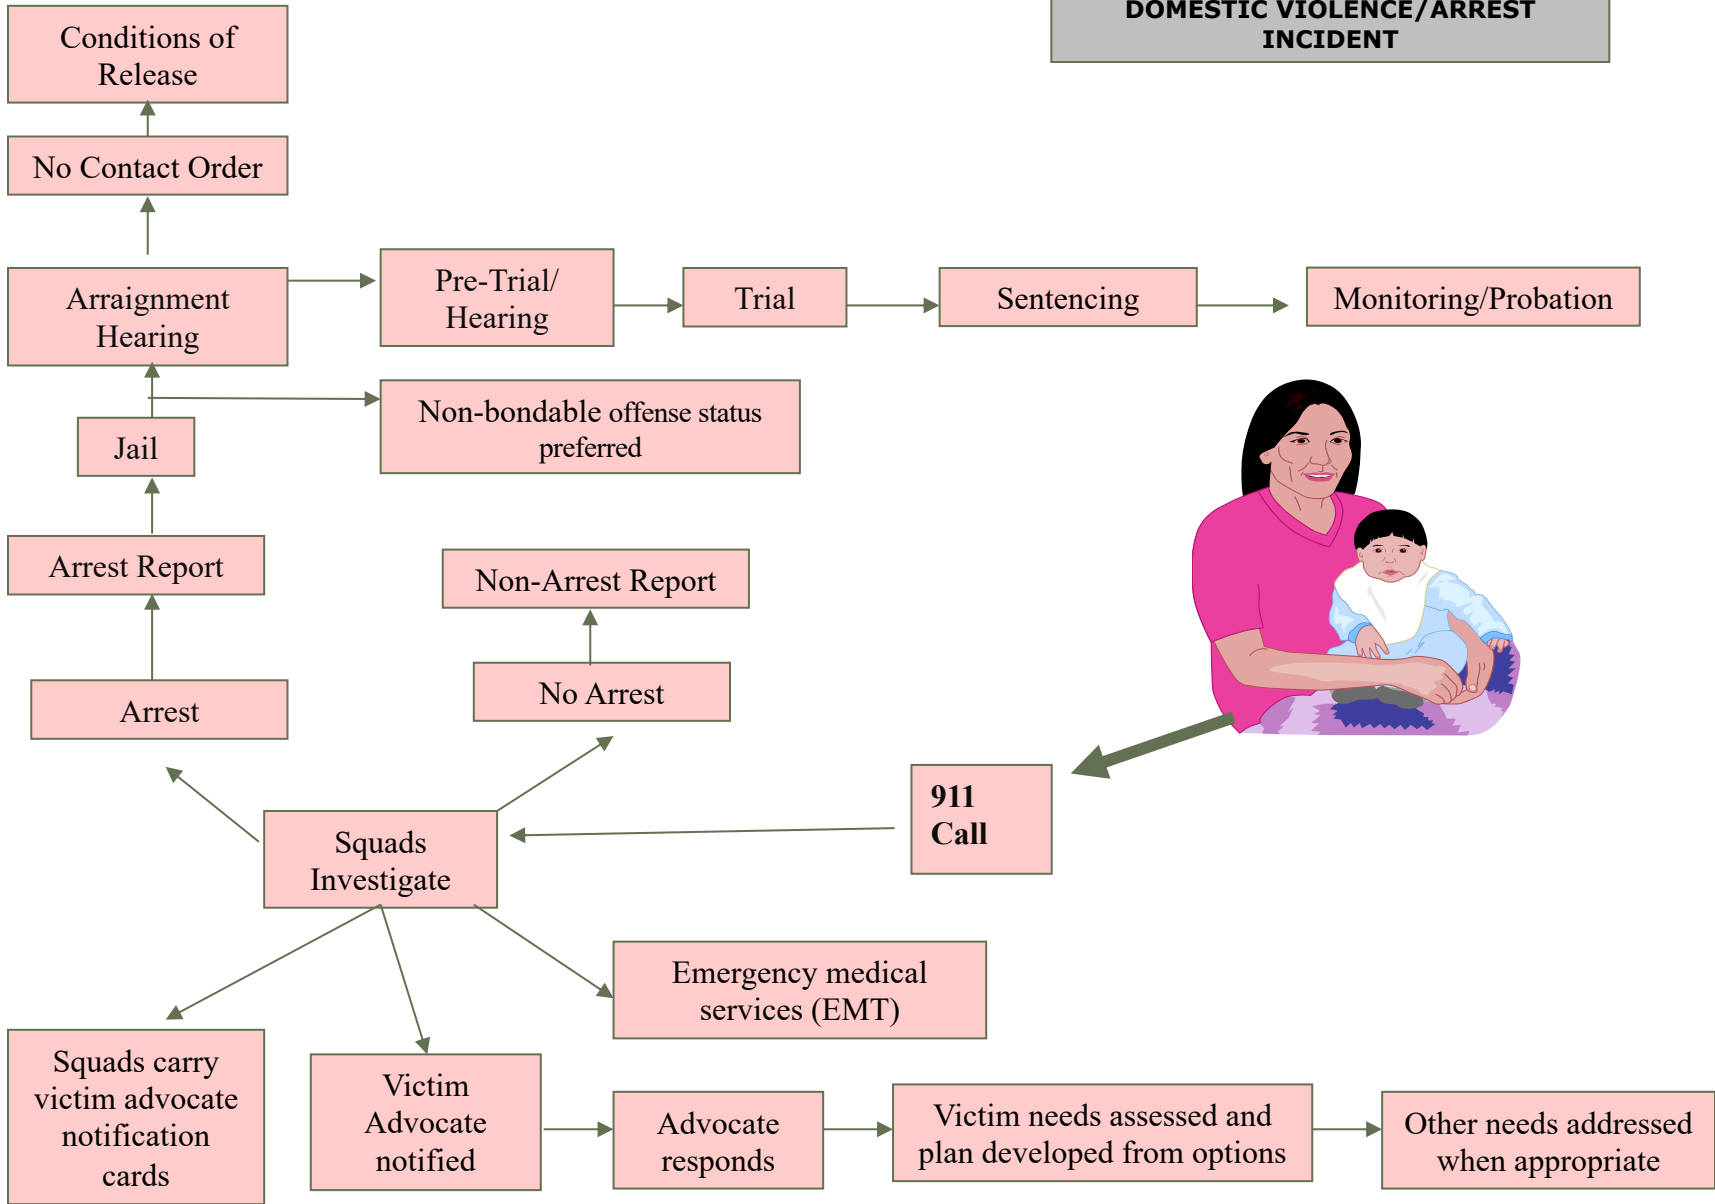 DOMESTIC VIOLENCE/ARREST
INCIDENT
Conditions of
Release
No Contact Order
Arraignment
Hearing
Pre-Trial/
Hearing
Trial
Sentencing
Monitoring/Probation
Non-bondable offense status
preferred
Jail
Arrest Report
Non-Arrest Report
Arrest
No Arrest
911
Call
Squads
Investigate
Emergency medical
services (EMT)
Squads carry
victim advocate
notification
cards
Victim
Advocate
notified
Advocate
responds
Victim needs assessed and
plan developed from options
Other needs addressed
when appropriate